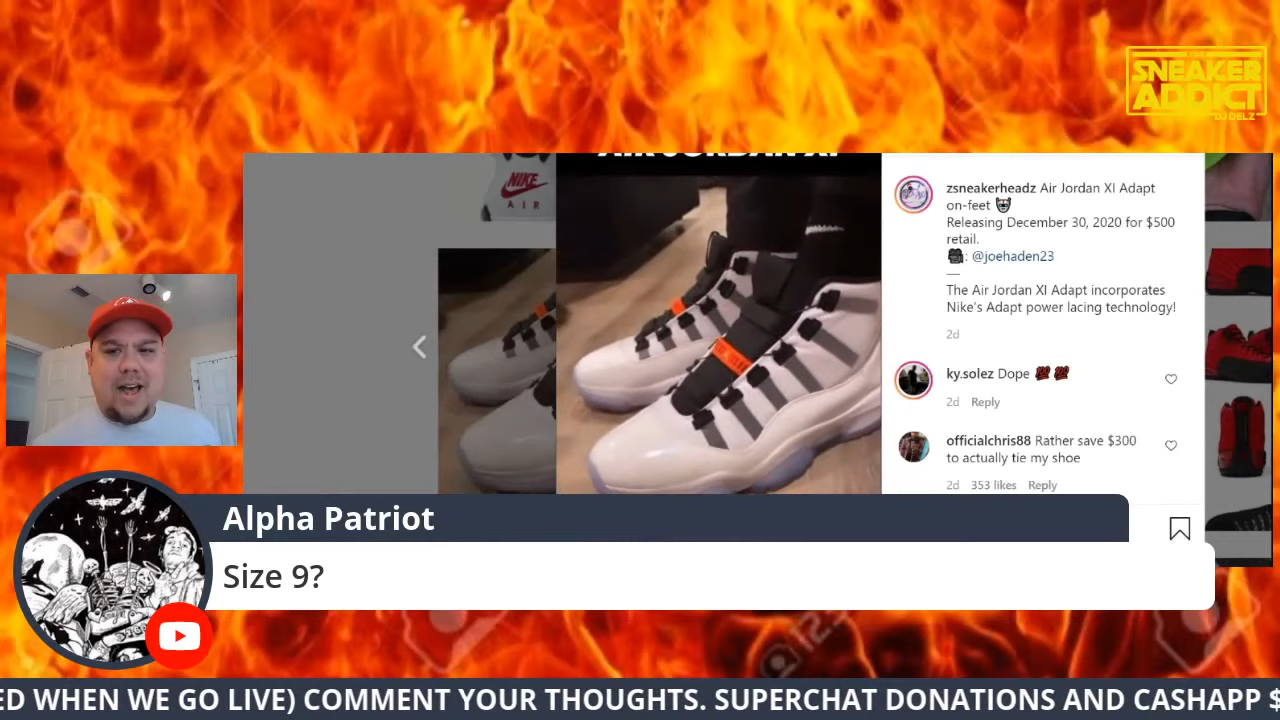 SNEAKER
ADDICT
DJ DELZ
NIKE
AIR
AIR JORDAN XI
zsneakerheadz Air Jordan XI Adapt
on-feet
Releasing December 30, 2020 for $500
retail.
: @joehaden23
—
The Air Jordan XI Adapt incorporates
Nike's Adapt power lacing technology!
2d
ky.solez Dope 💯 💯
2d Reply
officialchris88 Rather save $300
to actually tie my shoe
2d 353 likes Reply
Alpha Patriot
Size 9?
ED WHEN WE GO LIVE) COMMENT YOUR THOUGHTS. SUPERCHAT DONATIONS AND CASHAPP $